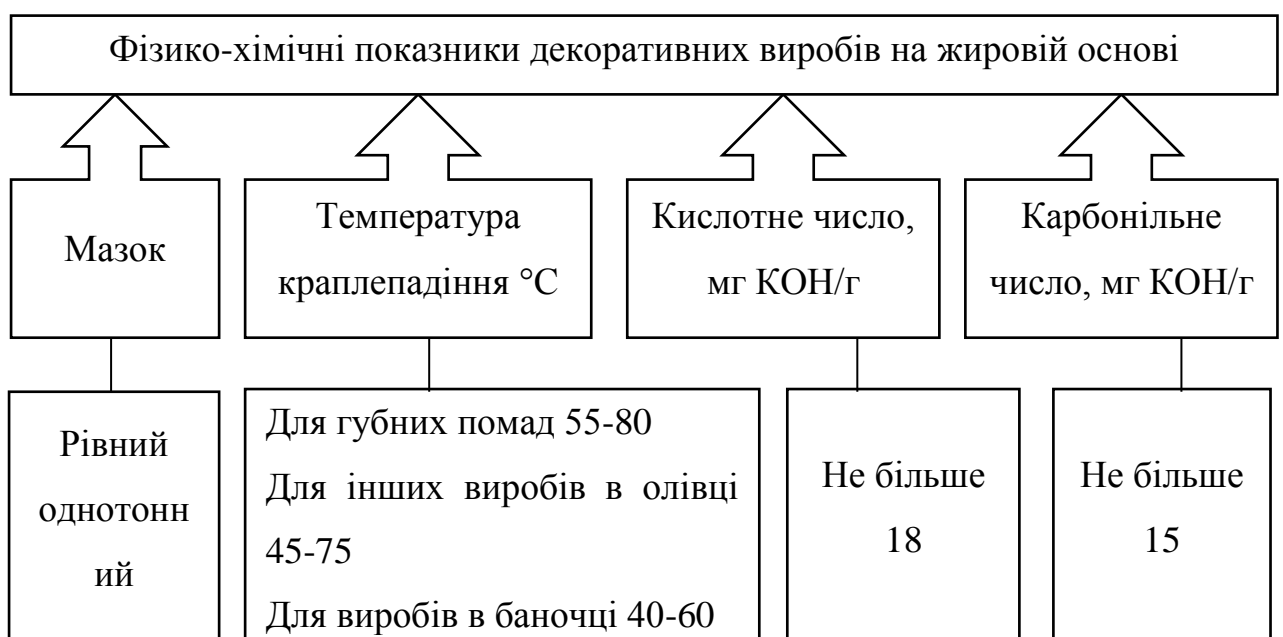 Фізико-хімічні показники декоративних виробів на жировій основі
Мазок
Температура
краплепадіння °С
Кислотне число,
мг КОН/г
Карбонільне
число, мг КОН/г
Рівний
однотонн
ий
Для губних помад 55-80
Для інших виробів в олівці
45-75
Для виробів в баночці 40-60
Не більше
18
Не більше
15